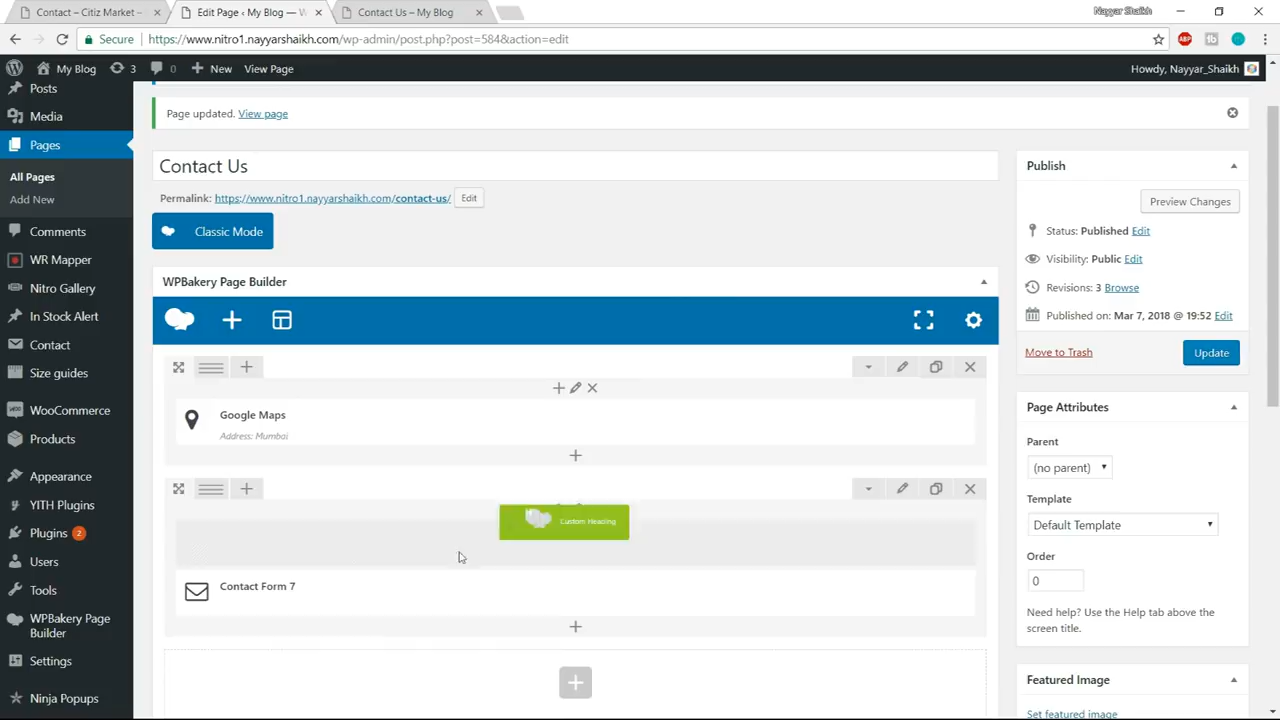 Contact – Citiz Market –
Edit Page ‹ My Blog — W
Contact Us – My Blog
Nayyar Shaikh
Secure
https://www.nitro1.nayyarshaikh.com/wp-admin/post.php?post=584&action=edit
My Blog
3
0
New
View Page
Howdy, Nayyar_Shaikh
Posts
Media
Pages
All Pages
Add New
Comments
WR Mapper
Nitro Gallery
In Stock Alert
Contact
Size guides
WooCommerce
Products
Appearance
YITH Plugins
Plugins 2
Users
Tools
WPBakery Page
Builder
Settings
Ninja Popups
Page updated. View page
Contact Us
Permalink: https://www.nitro1.nayyarshaikh.com/contact-us/ Edit
Classic Mode
WPBakery Page Builder
Google Maps
Address: Mumbai
Custom Heading
Contact Form 7
Publish
Preview Changes
Status: Published Edit
Visibility: Public Edit
Revisions: 3 Browse
Published on: Mar 7, 2018 @ 19:52 Edit
Move to Trash
Update
Page Attributes
Parent
(no parent)
Template
Default Template
Order
0
Need help? Use the Help tab above the
screen title.
Featured Image
Set featured image